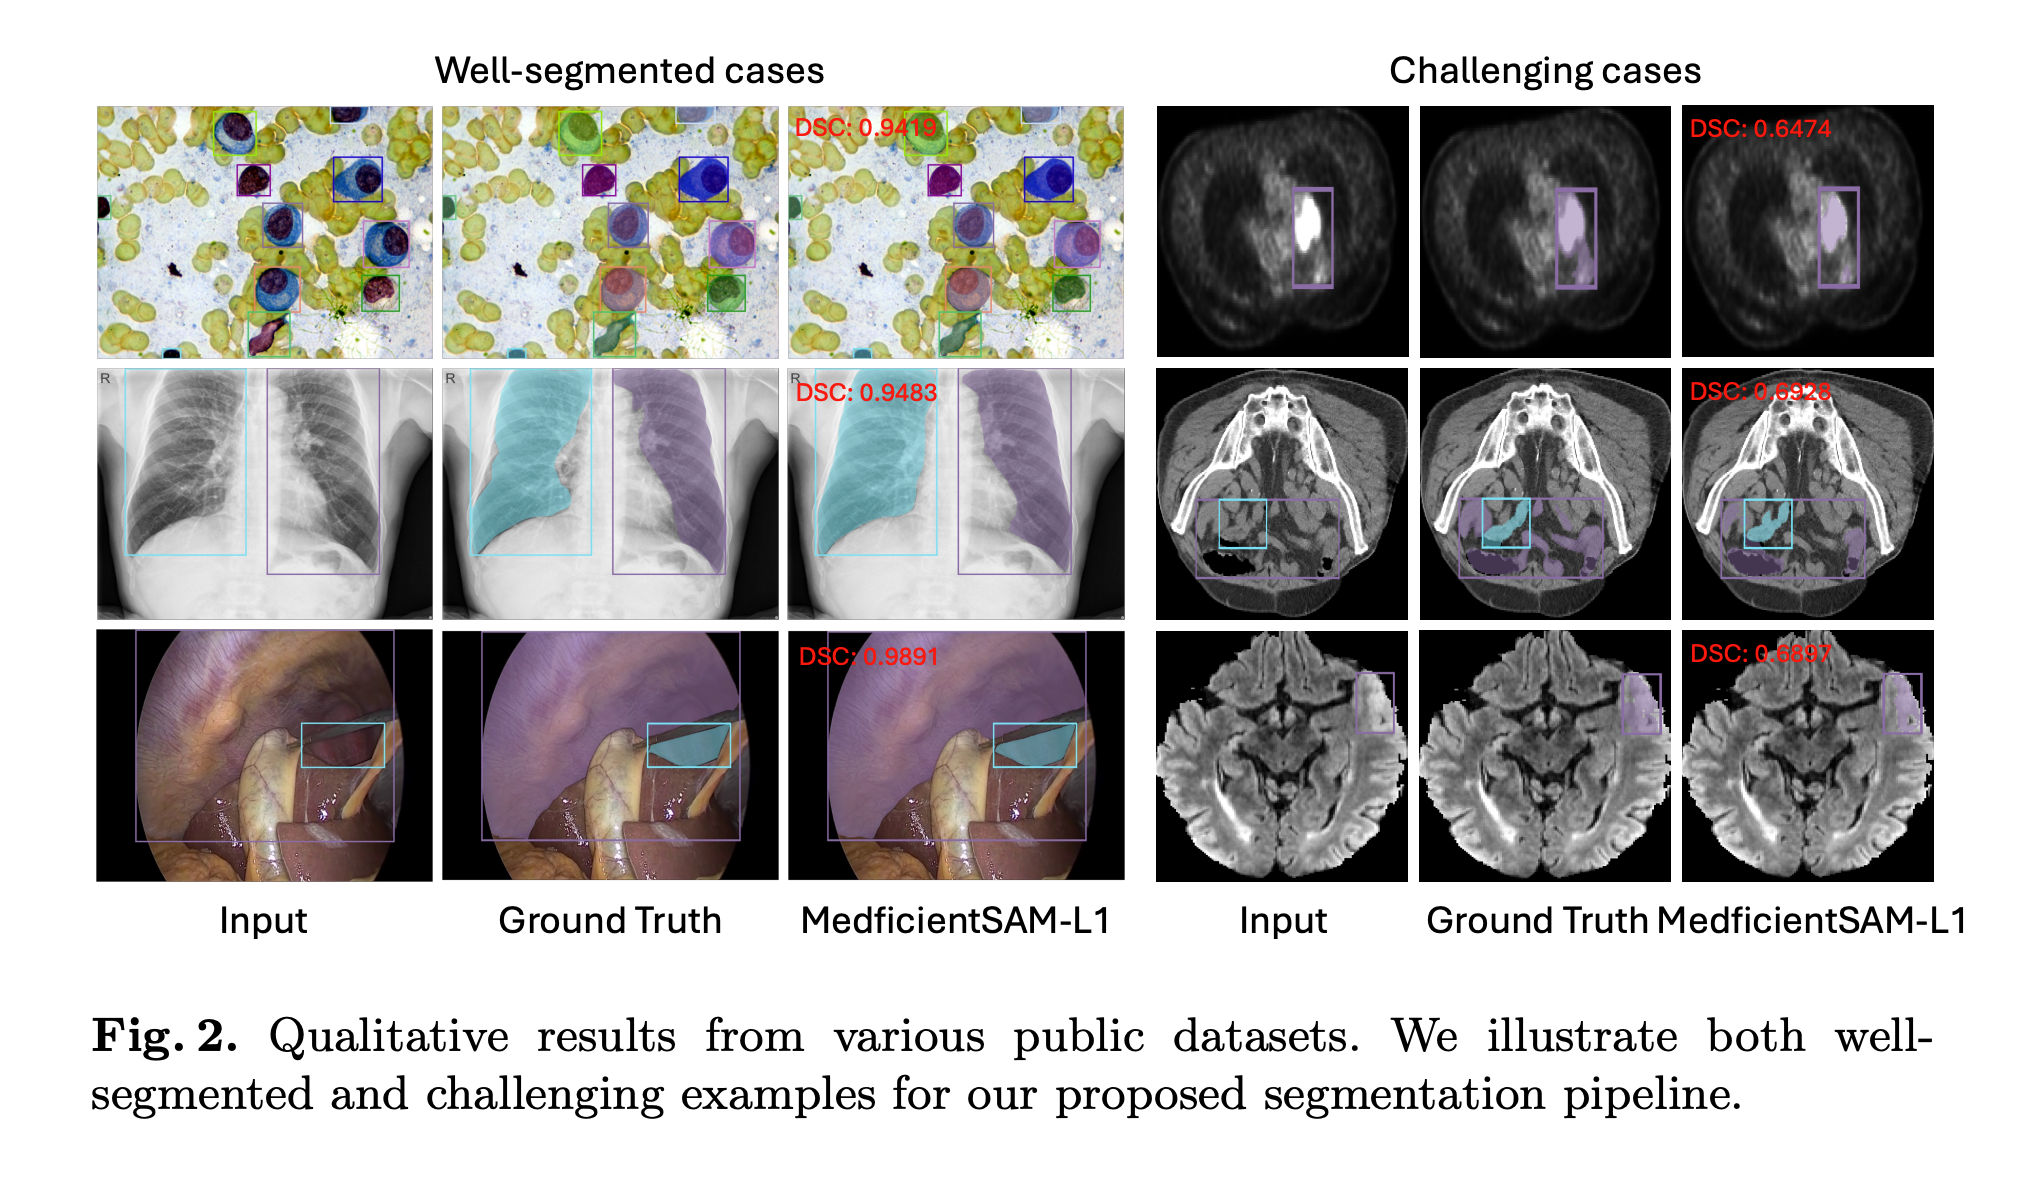 Well-segmented cases
Challenging cases
DSC: 0.9419
DSC: 0.6474
R
R
R
DSC: 0.9483
DSC: 0.6928
DSC: 0.9891
DSC: 0.6897
Input
Ground Truth
MedficientSAM-L1
Input
Ground Truth
MedficientSAM-L1
Fig. 2. Qualitative results from various public datasets. We illustrate both well-
segmented and challenging examples for our proposed segmentation pipeline.